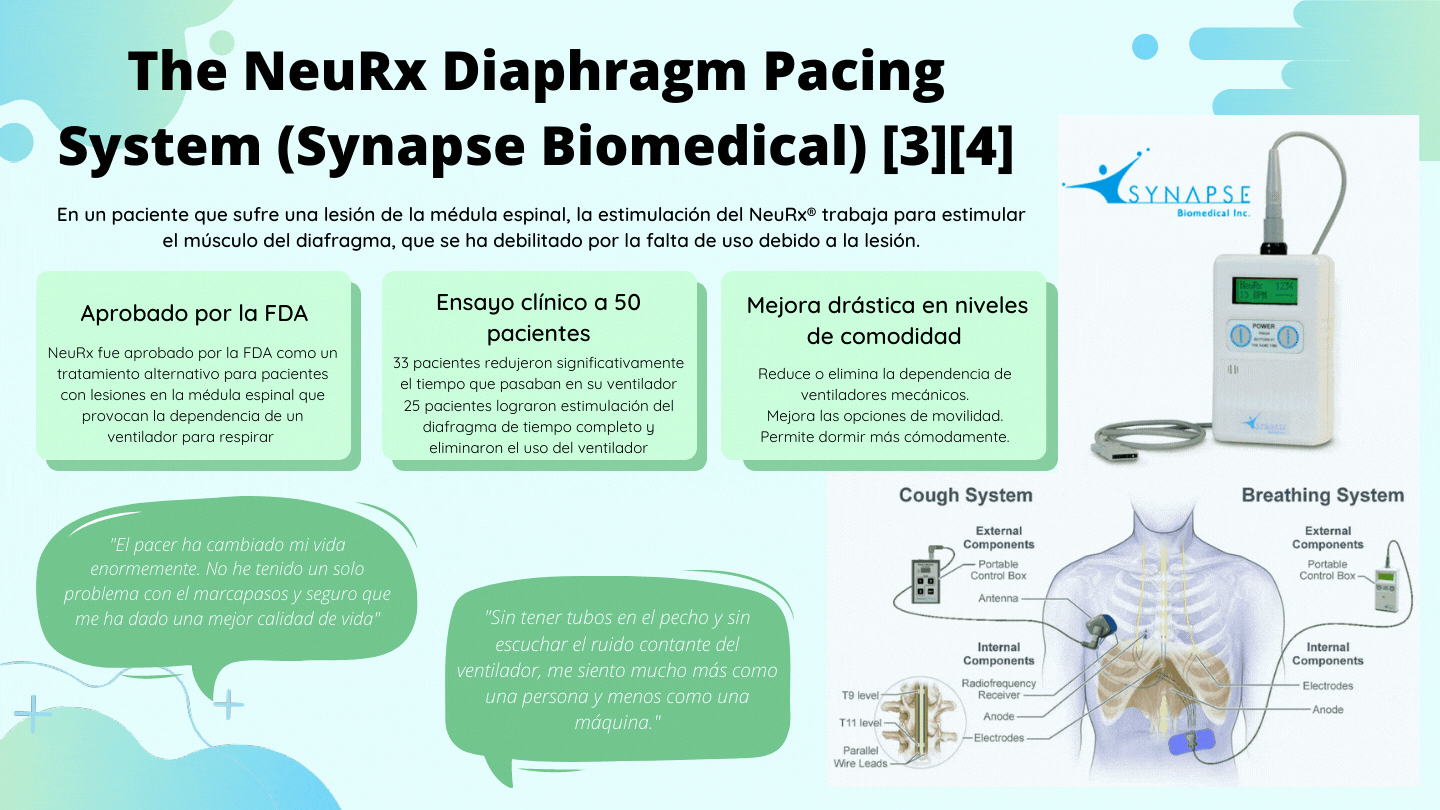 The NeuRx Diaphragm Pacing
System (Synapse Biomedical) [3][4]
En un paciente que sufre una lesión de la médula espinal, la estimulación del NeuRx® trabaja para estimular
el músculo del diafragma, que se ha debilitado por la falta de uso debido a la lesión.
Aprobado por la FDA
NeuRx fue aprobado por la FDA como un
tratamiento alternativo para pacientes
con lesiones en la médula espinal que
provocan la dependencia de un
ventilador para respirar
Ensayo clínico a 50
pacientes
33 pacientes redujeron significativamente
el tiempo que pasaban en su ventilador
25 pacientes lograron estimulación del
diafragma de tiempo completo y
eliminaron el uso del ventilador
Mejora drástica en niveles
de comodidad
Reduce o elimina la dependencia de
ventiladores mecánicos.
Mejora las opciones de movilidad.
Permite dormir más cómodamente.
"El pacer ha cambiado mi vida
enormemente. No he tenido un solo
problema con el marcapasos y seguro que
me ha dado una mejor calidad de vida"
"Sin tener tubos en el pecho y sin
escuchar el ruido contante del
ventilador, me siento mucho más como
una persona y menos como una
máquina."
SYNAPSE
Biomedical Inc.
NeuRx 1234
POWER
Cough System
External
Components
Portable
Control Box
Antenna
Internal
Components
Radiofrequency
Receiver
Anode
Electrodes
T9 level
T11 level
Parallel
Wire Leads
Breathing System
External
Components
Portable
Control Box
Internal
Components
Electrodes
Anode